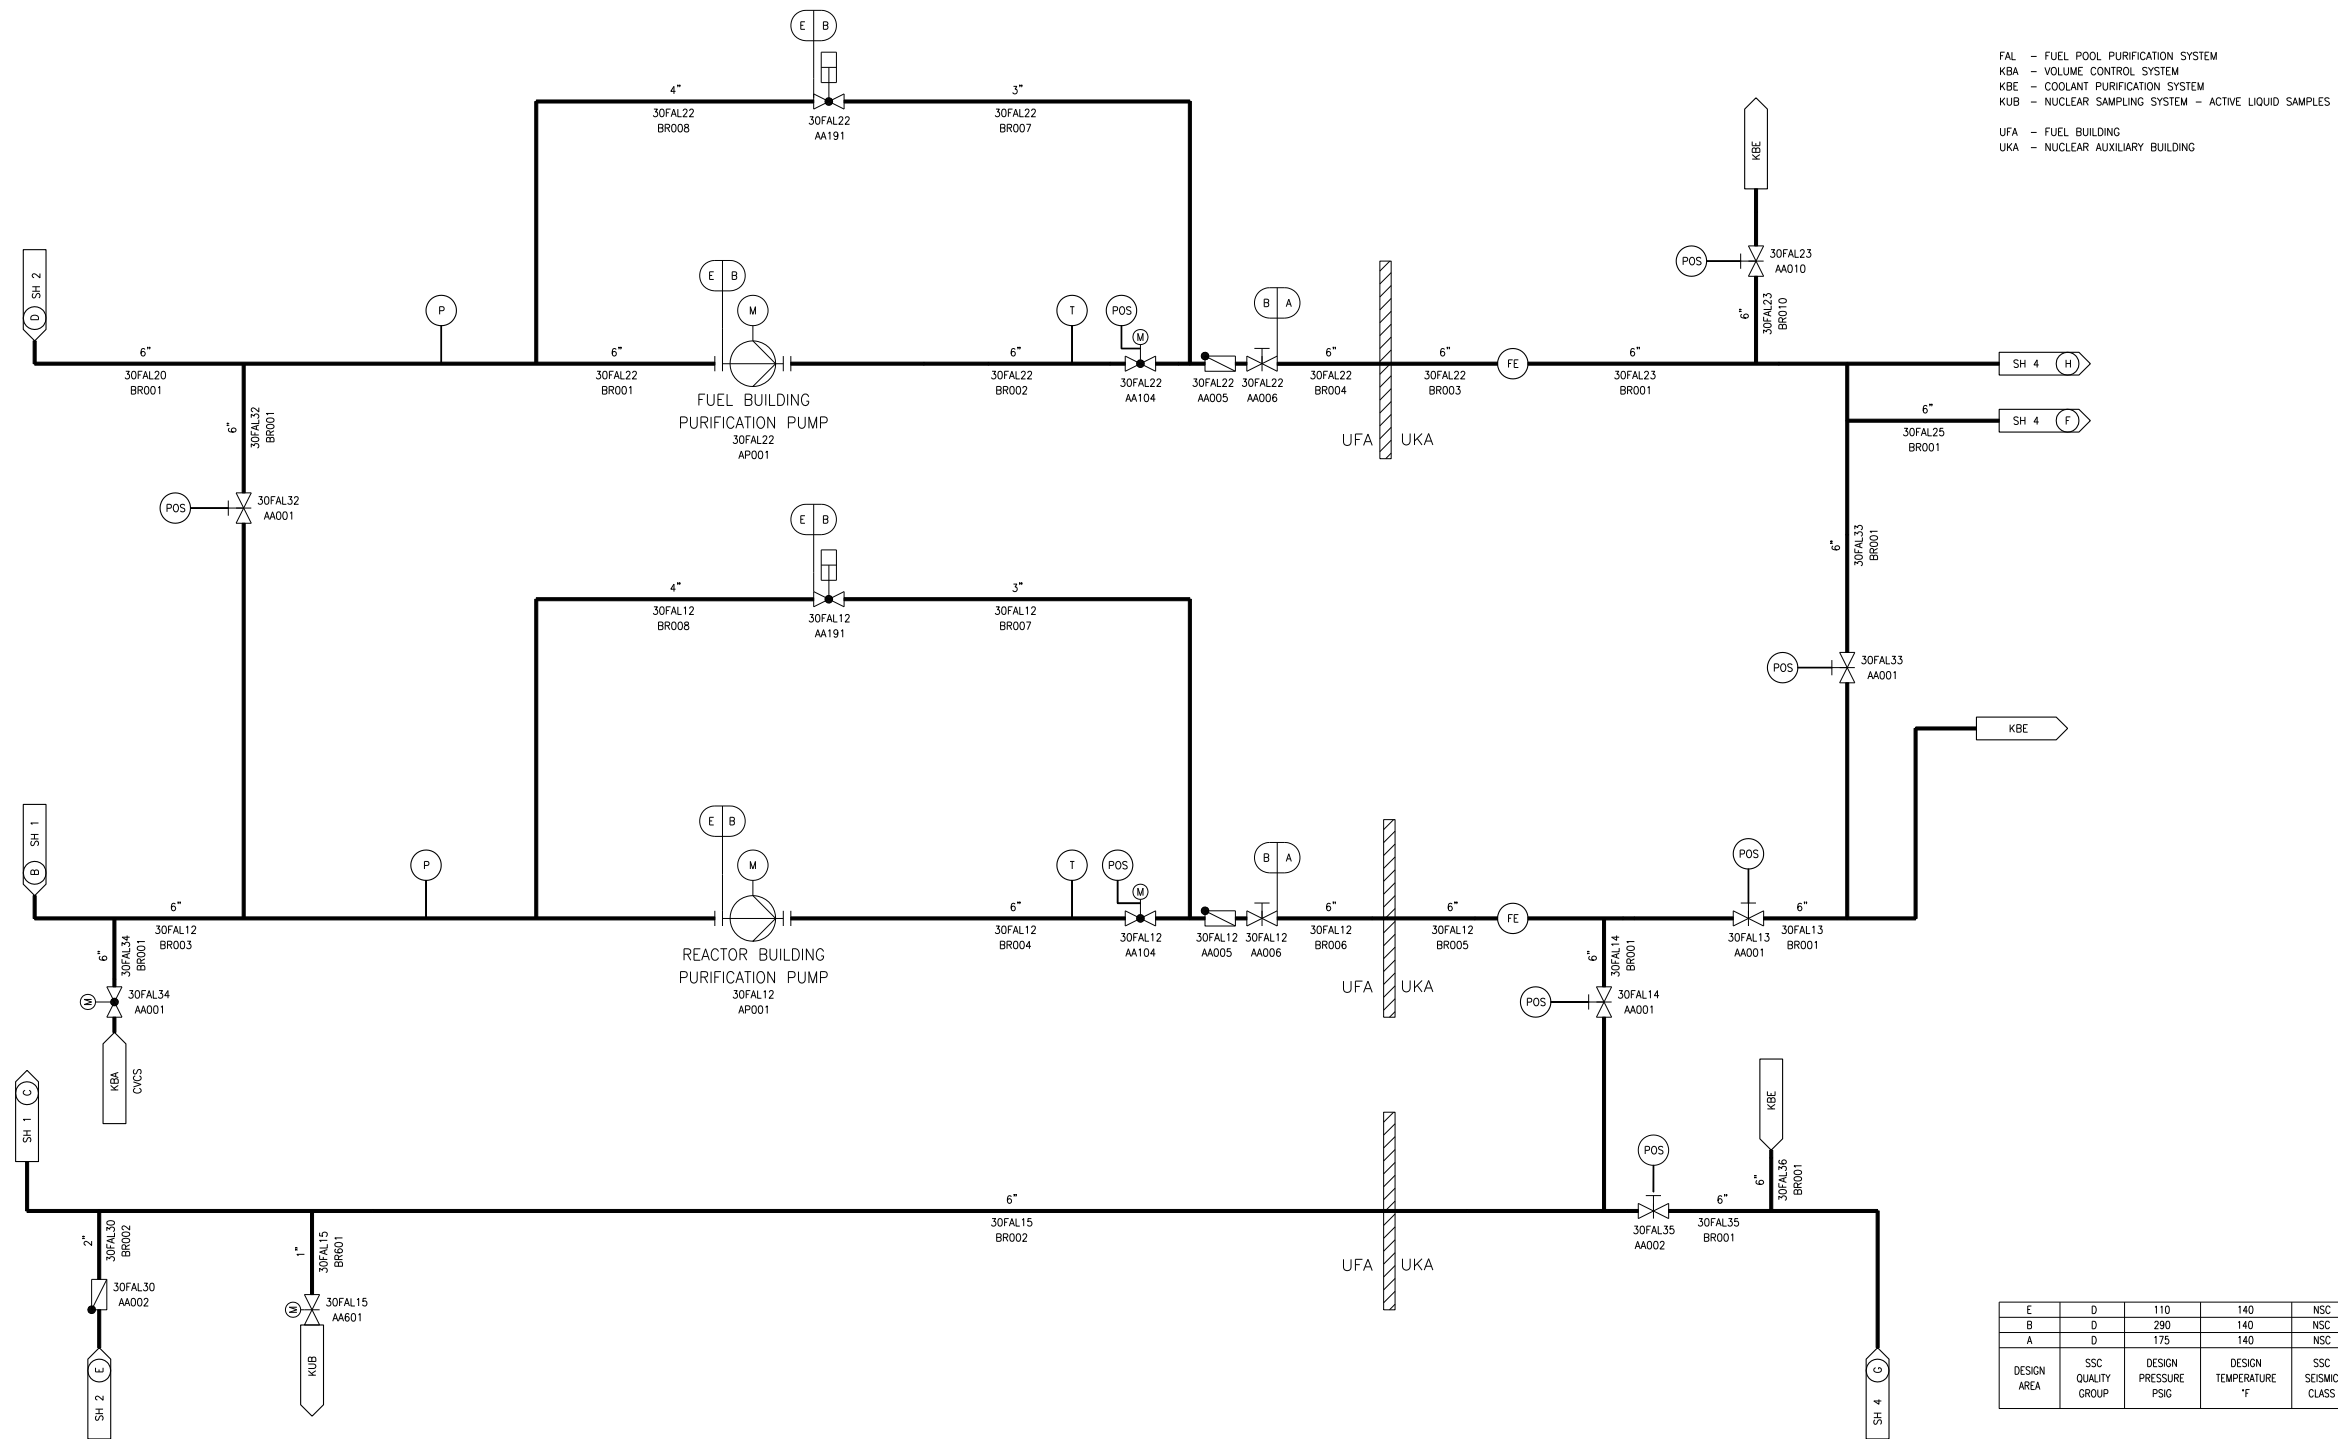 E B
4"
30FAL22
BR008
30FAL22
AA191
3"
30FAL22
BR007
FAL – FUEL POOL PURIFICATION SYSTEM
KBA – VOLUME CONTROL SYSTEM
KBE – COOLANT PURIFICATION SYSTEM
KUB – NUCLEAR SAMPLING SYSTEM – ACTIVE LIQUID SAMPLES
UFA – FUEL BUILDING
UKA – NUCLEAR AUXILIARY BUILDING
KBE
POS
30FAL23
AA010
6"
30FAL23
BR010
D SH 2
6"
30FAL20
BR001
P
6"
30FAL22
BR001
E B
M
FUEL BUILDING
PURIFICATION PUMP
30FAL22
AP001
6"
30FAL22
BR002
T
POS
M
30FAL22
AA104
30FAL22
AA005
B A
30FAL22
AA006
6"
30FAL22
BR004
UFA UKA
6"
30FAL22
BR003
FE
6"
30FAL23
BR001
SH 4 H
SH 4 F
6"
30FAL25
BR001
6"
30FAL32
BR001
POS
30FAL32
AA001
E B
4"
30FAL12
BR008
30FAL12
AA191
3"
30FAL12
BR007
6"
30FAL33
BR001
POS
30FAL33
AA001
KBE
B SH 1
6"
30FAL12
BR003
P
E B
M
REACTOR BUILDING
PURIFICATION PUMP
30FAL12
AP001
6"
30FAL12
BR004
T
POS
M
30FAL12
AA104
30FAL12
AA005
B A
30FAL12
AA006
6"
30FAL12
BR006
UFA UKA
6"
30FAL12
BR005
FE
POS
30FAL13
AA001
6"
30FAL13
BR001
6"
30FAL34
BR001
M
30FAL34
AA001
KBA
CVCS
6"
30FAL14
BR001
POS
30FAL14
AA001
SH 1 C
6"
30FAL15
BR002
UFA UKA
POS
30FAL35
AA002
6"
30FAL35
BR001
KBE
6"
30FAL36
BR001
2"
30FAL30
BR002
30FAL30
AA002
SH 2 E
1"
30FAL15
BR601
M
30FAL15
AA601
KUB
SH 4 G
E D 110 140 NSC
B D 290 140 NSC
A D 175 140 NSC
DESIGN
AREA
SSC
QUALITY
GROUP
DESIGN
PRESSURE
PSIG
DESIGN
TEMPERATURE
°F
SSC
SEISMIC
CLASS